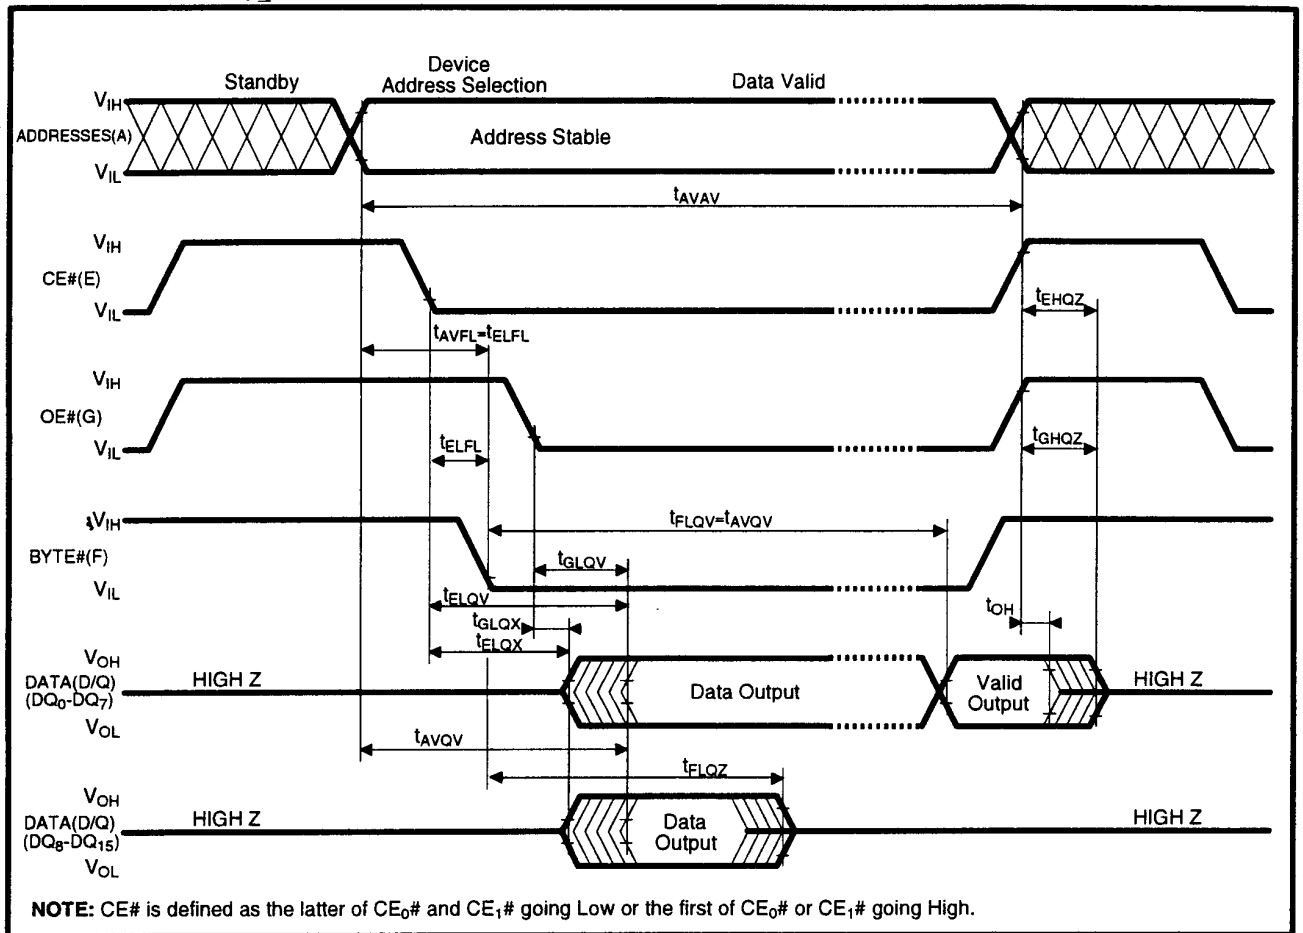 Standby
Device
Address Selection
Data Valid
VIH
ADDRESSES(A)
Address Stable
VIL
tAVAV
VIH
CE#(E)
VIL
tEHQZ
tAVFL=tELFL
VIH
OE#(G)
VIL
tELFL
tGHQZ
VIH
BYTE#(F)
VIL
tFLQV=tAVQV
tGLQV
tELQV
tGLQX
tELQX
tOH
VOH
DATA(D/Q)
(DQ0-DQ7)
VOL
HIGH Z
Data Output
Valid
Output
HIGH Z
tAVQV
tFLQZ
VOH
DATA(D/Q)
(DQ8-DQ15)
VOL
HIGH Z
Data
Output
HIGH Z
NOTE: CE# is defined as the latter of CE0# and CE1# going Low or the first of CE0# or CE1# going High.